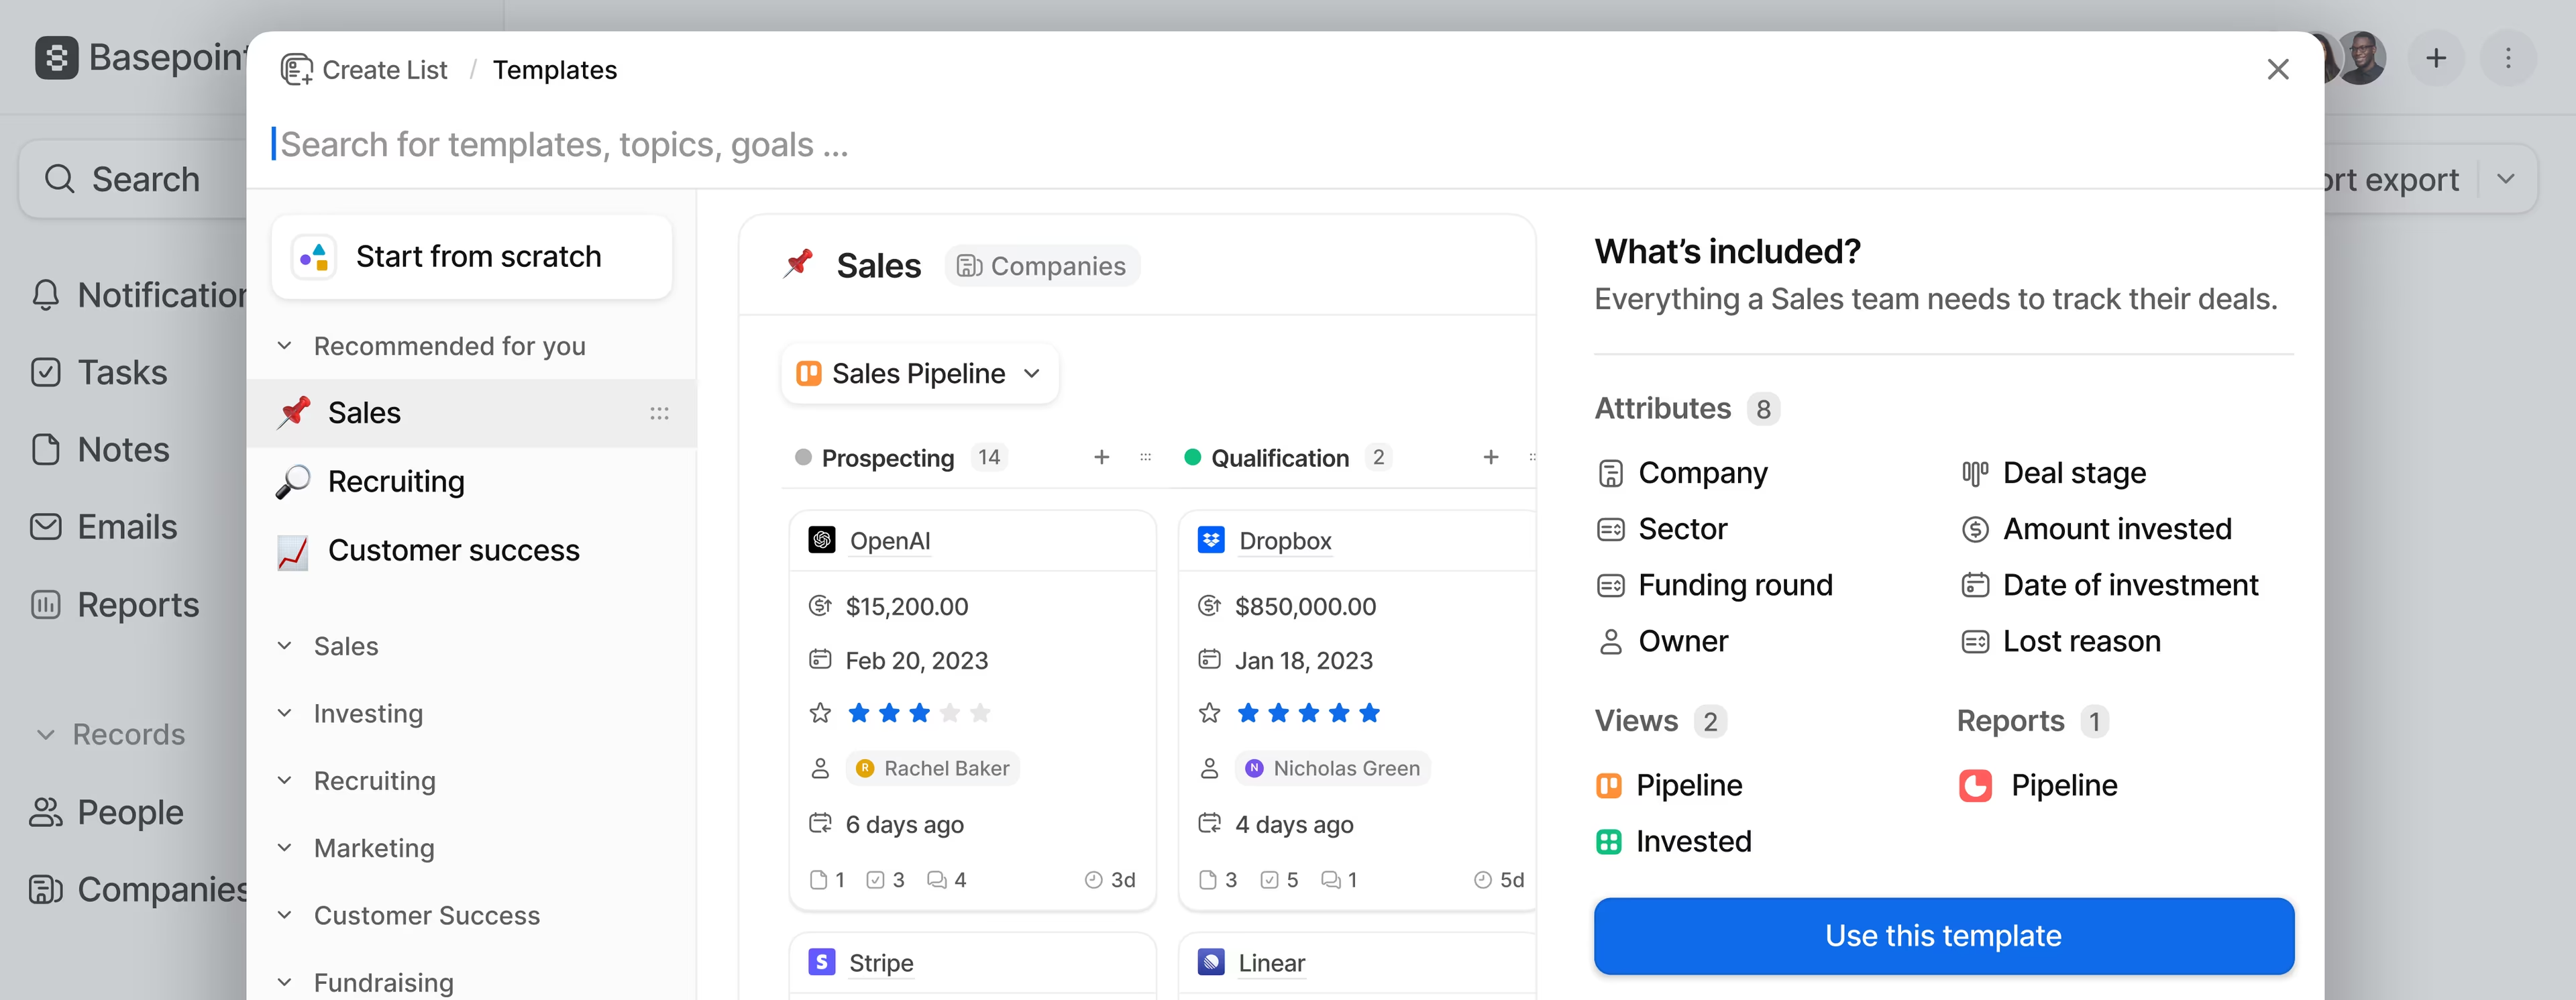 Basepoint
Search
Notification
Tasks
Notes
Emails
Reports
Records
People
Companies
Create List / Templates
Search for templates, topics, goals ...
Start from scratch
Recommended for you
Sales
Recruiting
Customer success
Sales
Investing
Recruiting
Marketing
Customer Success
Fundraising
Sales Companies
Sales Pipeline
Prospecting 14
OpenAI
$15,200.00
Feb 20, 2023
R Rachel Baker
6 days ago
1 3 4 3d
Stripe
Qualification 2
Dropbox
$850,000.00
Jan 18, 2023
N Nicholas Green
4 days ago
3 5 1 5d
Linear
What’s included?
Everything a Sales team needs to track their deals.
Attributes 8
Company
Deal stage
Sector
Amount invested
Funding round
Date of investment
Owner
Lost reason
Views 2
Pipeline
Invested
Reports 1
Pipeline
Use this template
ort export